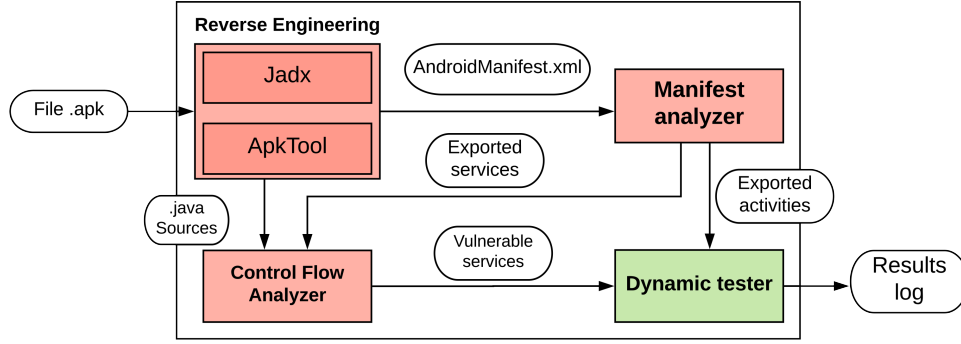 Reverse Engineering
Jadx
AndroidManifest.xml
File .apk
Manifest
analyzer
ApkTool
Exported
services
Exported
activities
.java
Sources
Vulnerable
services
Control Flow
Analyzer
Dynamic tester
Results
log